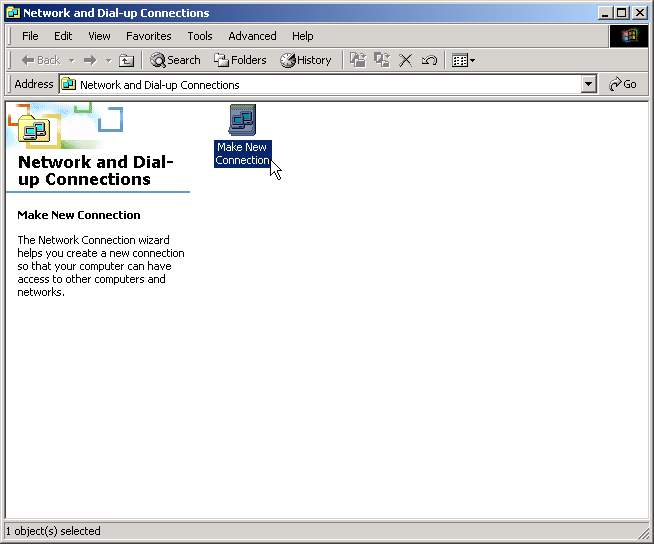 Network and Dial-up Connections
File Edit View Favorites Tools Advanced Help
Back Search Folders History
Address Network and Dial-up Connections Go
Network and Dial-
up Connections
Make New Connection
The Network Connection wizard
helps you create a new connection
so that your computer can have
access to other computers and
networks.
Make New
Connection
1 object(s) selected